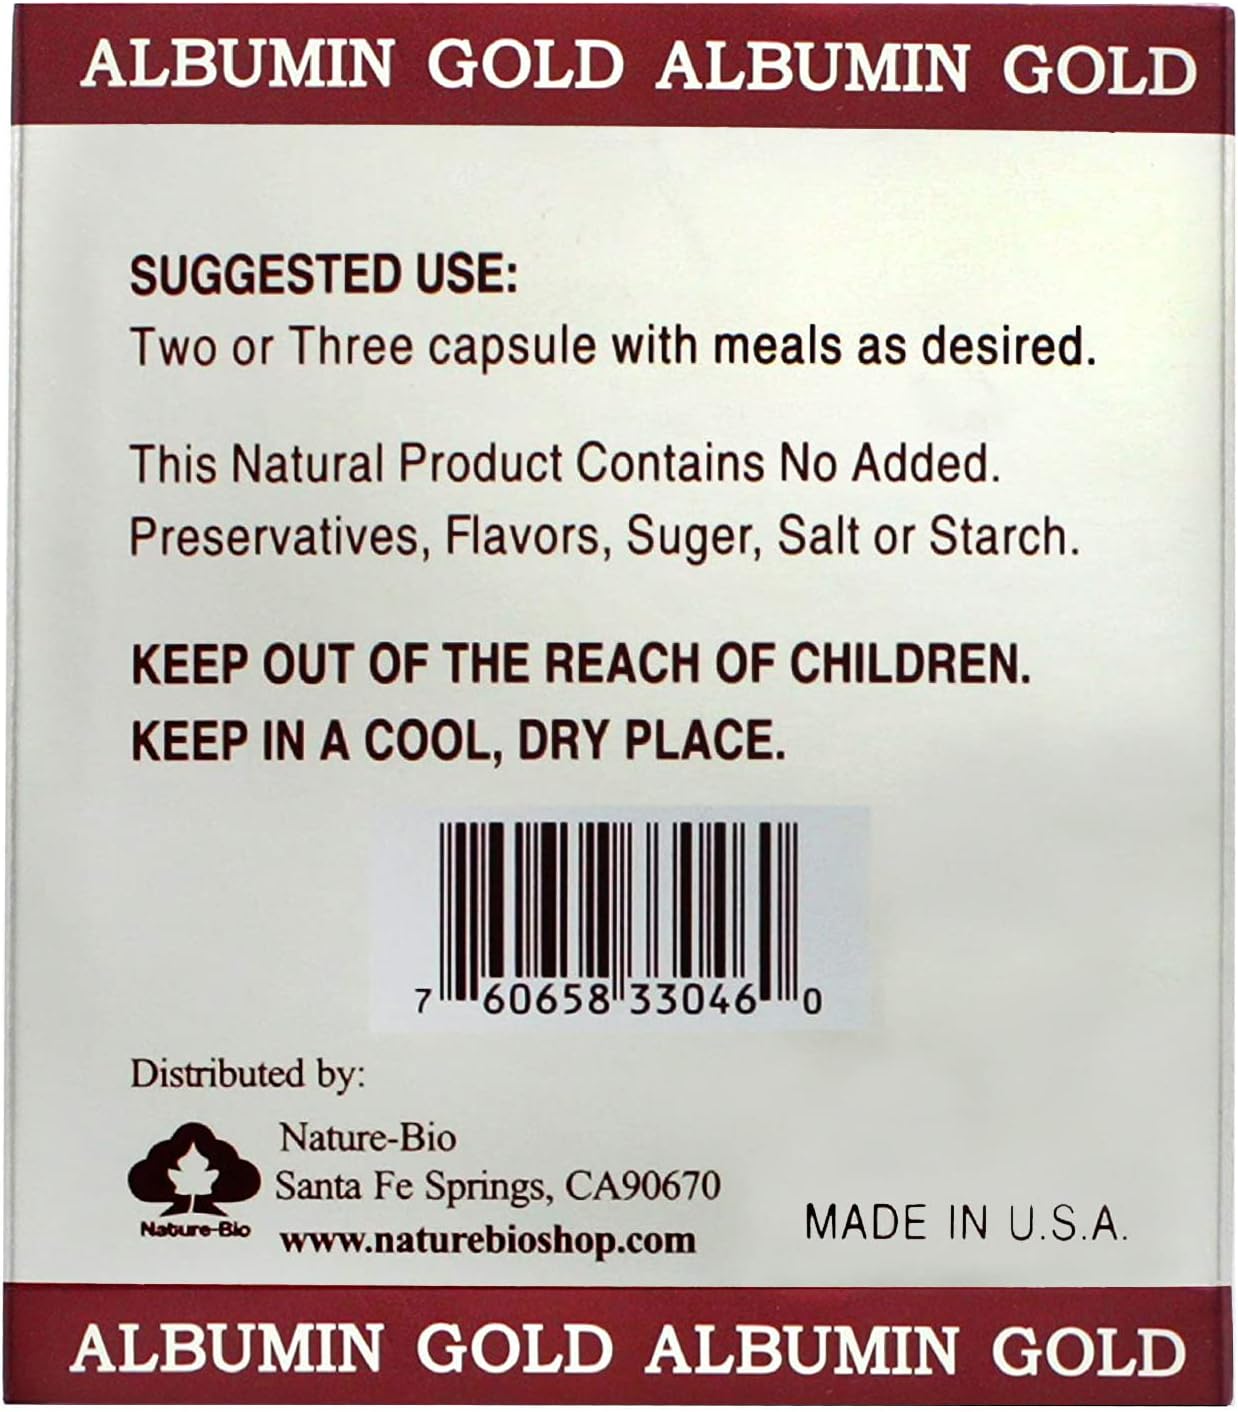 ALBUMIN GOLD ALBUMIN GOLD
SUGGESTED USE:
Two or Three capsule with meals as desired.
This Natural Product Contains No Added.
Preservatives, Flavors, Suger, Salt or Starch.
KEEP OUT OF THE REACH OF CHILDREN.
KEEP IN A COOL, DRY PLACE.
7 60658 33046 0
Distributed by:
Nature-Bio
Santa Fe Springs, CA90670
www.naturebioshop.com
Nature-Bio
MADE IN U.S.A.
ALBUMIN GOLD ALBUMIN GOLD